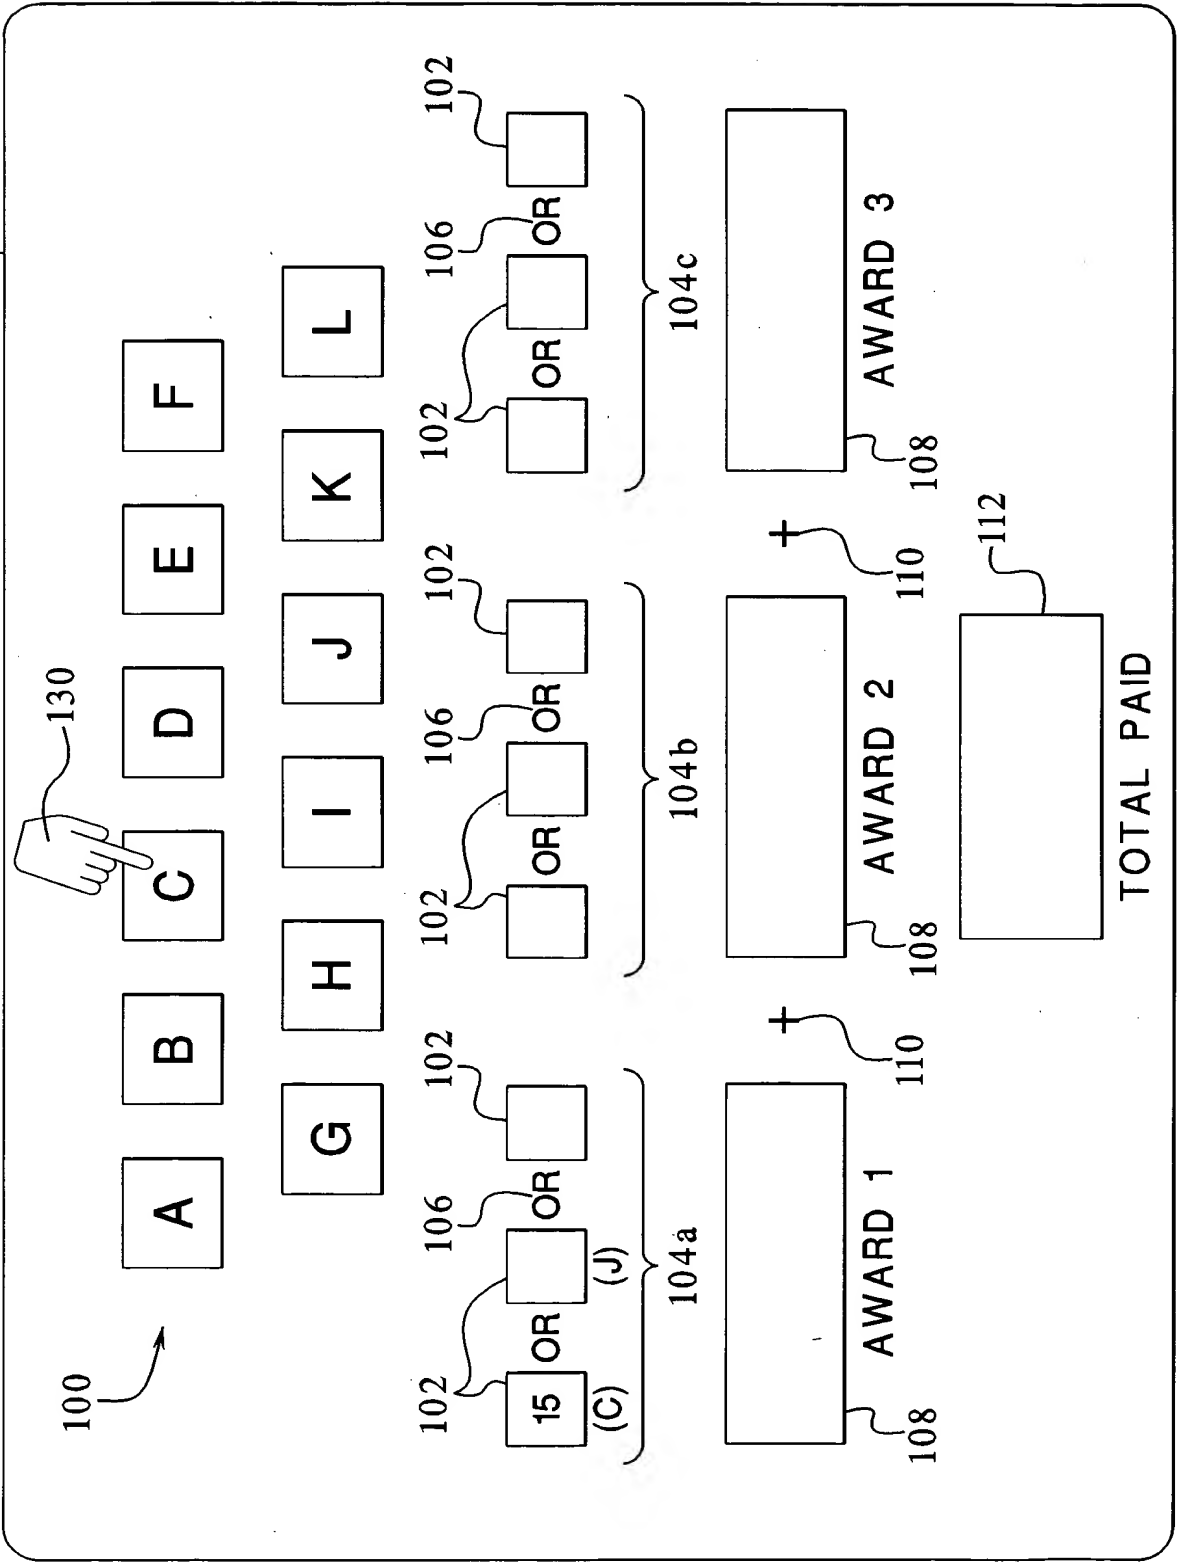 130
100
A B C D E F
G H I J K L
102 106 102 102 106 102 102 106 102
15 OR OR OR OR OR OR
(C) (J)
104a 104b 104c
110 110
108 108 108
AWARD 1 AWARD 2 AWARD 3
112
TOTAL PAID